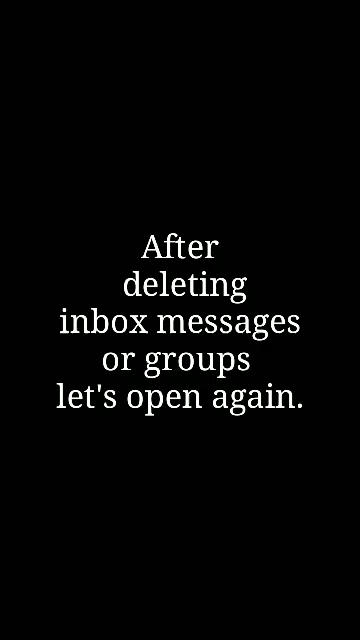 After
deleting
inbox messages
or groups
let's open again.